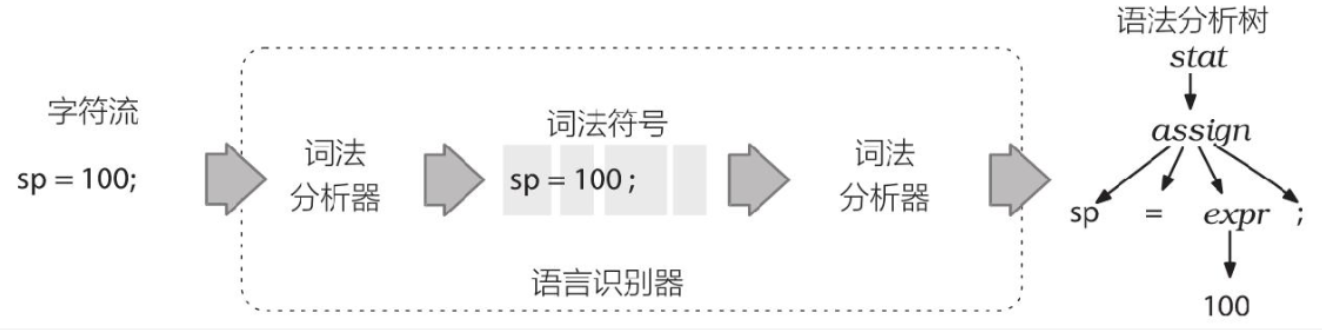 字符流
sp = 100;
词法
分析器
词法符号
sp = 100 ;
词法
分析器
语言识别器
语法分析树
stat
assign
sp = expr ;
100